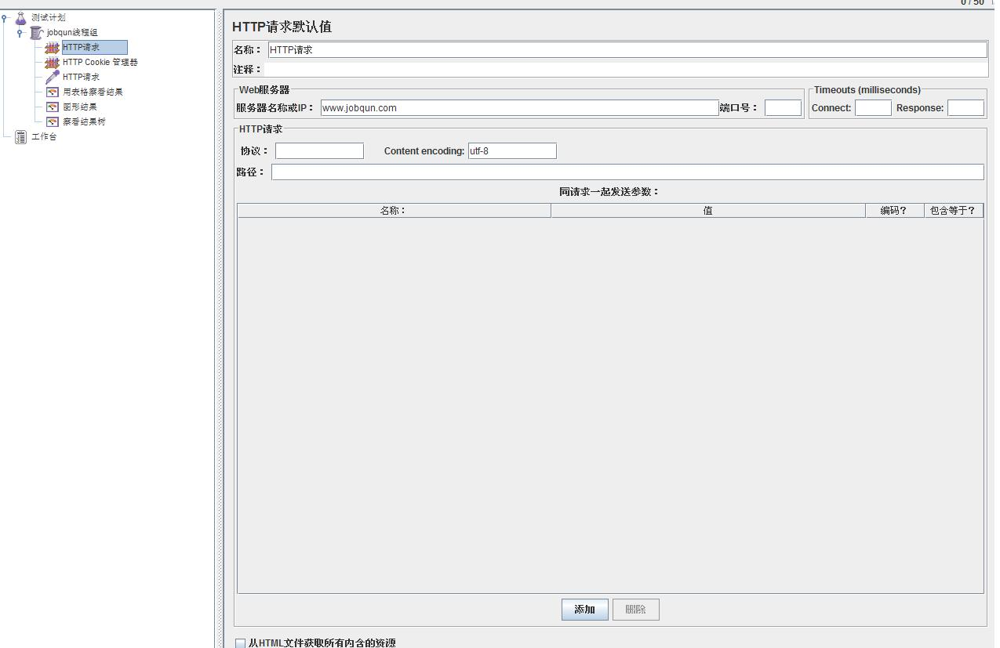 0 / 50
测试计划
jobqun线程组
HTTP请求
HTTP Cookie 管理器
HTTP请求
用表格察看结果
图形结果
察看结果树
工作台
HTTP请求默认值
名称： HTTP请求
注释：
Web服务器
服务器名称或IP： www.jobqun.com 端口号：
Timeouts (milliseconds)
Connect: Response:
HTTP请求
协议： Content encoding: utf-8
路径：
同请求一起发送参数：
名称： 值 编码? 包含等于?
添加 删除
从HTML文件获取所有内含的资源